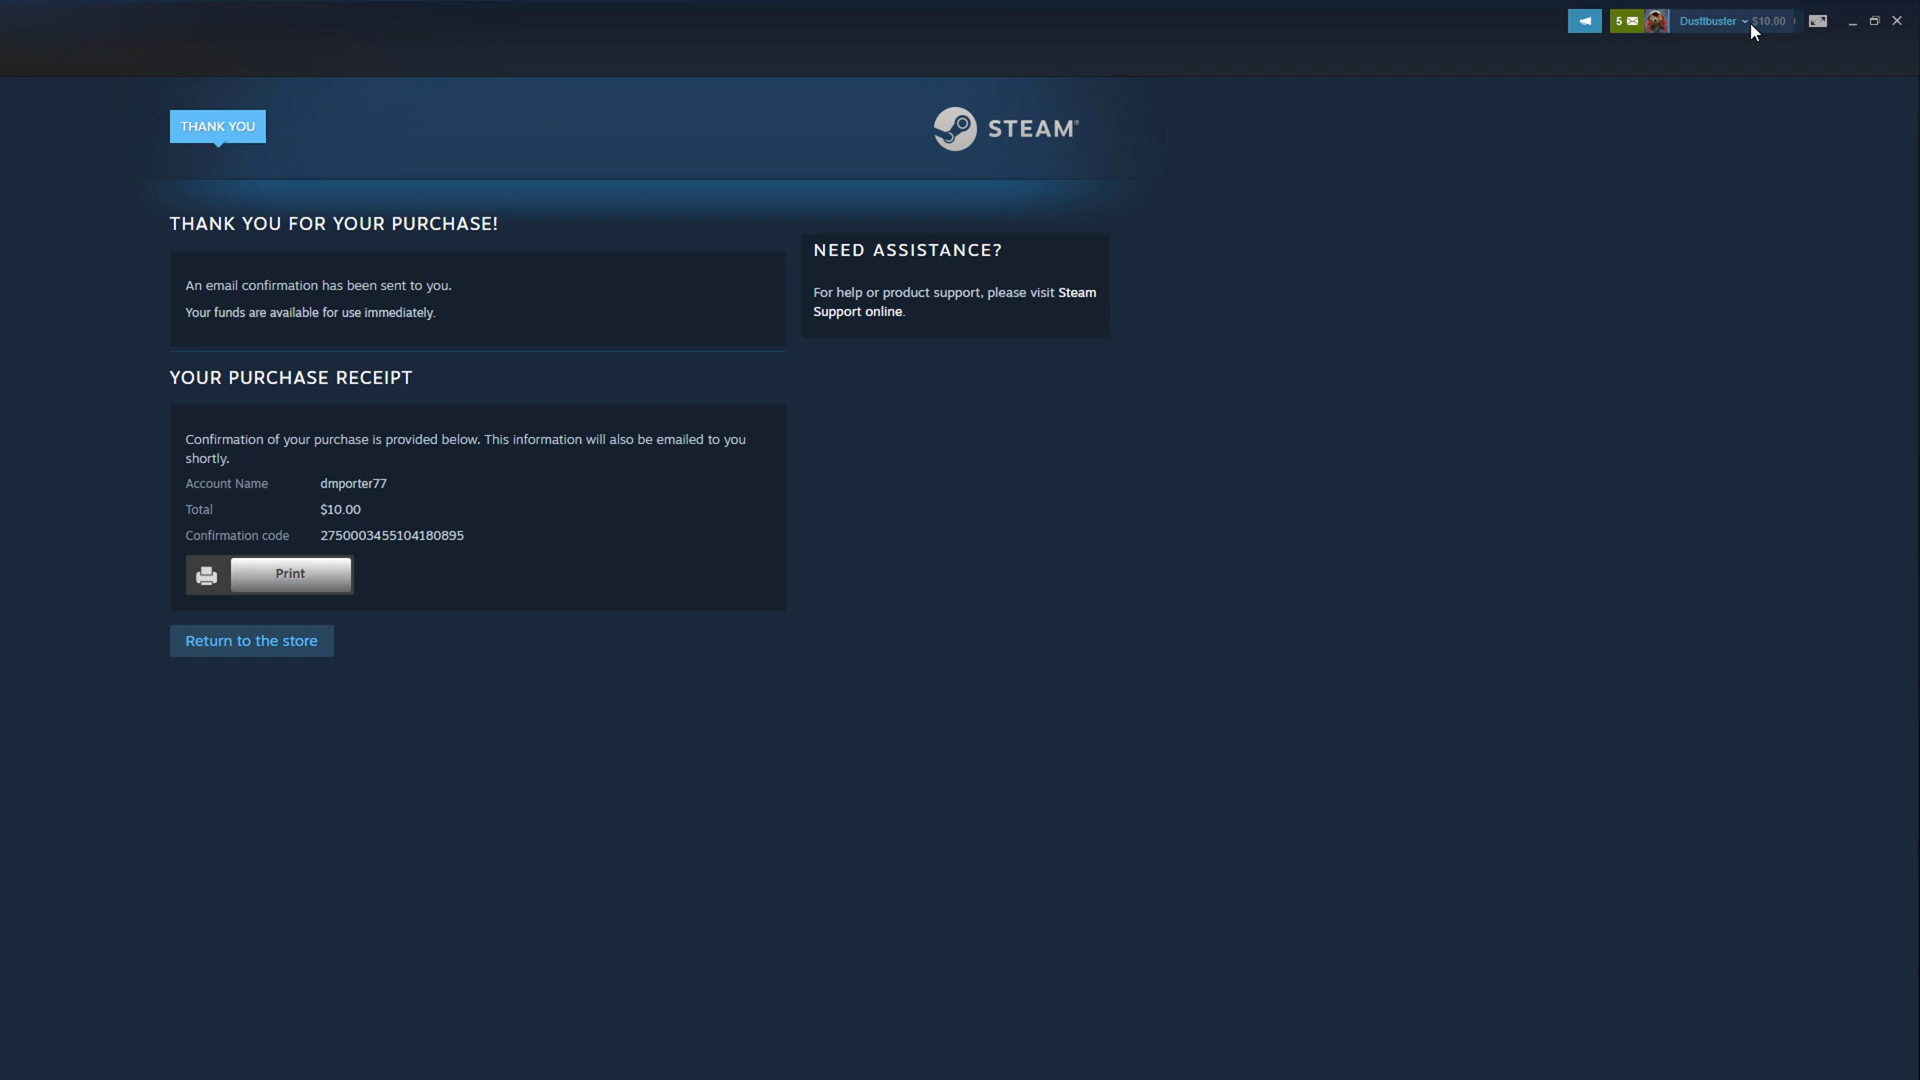 5
Dusttbuster
$10.00
THANK YOU
STEAM®
THANK YOU FOR YOUR PURCHASE!
An email confirmation has been sent to you.
Your funds are available for use immediately.
NEED ASSISTANCE?
For help or product support, please visit Steam
Support online.
YOUR PURCHASE RECEIPT
Confirmation of your purchase is provided below. This information will also be emailed to you
shortly.
Account Name dmporter77
Total $10.00
Confirmation code 2750003455104180895
Print
Return to the store